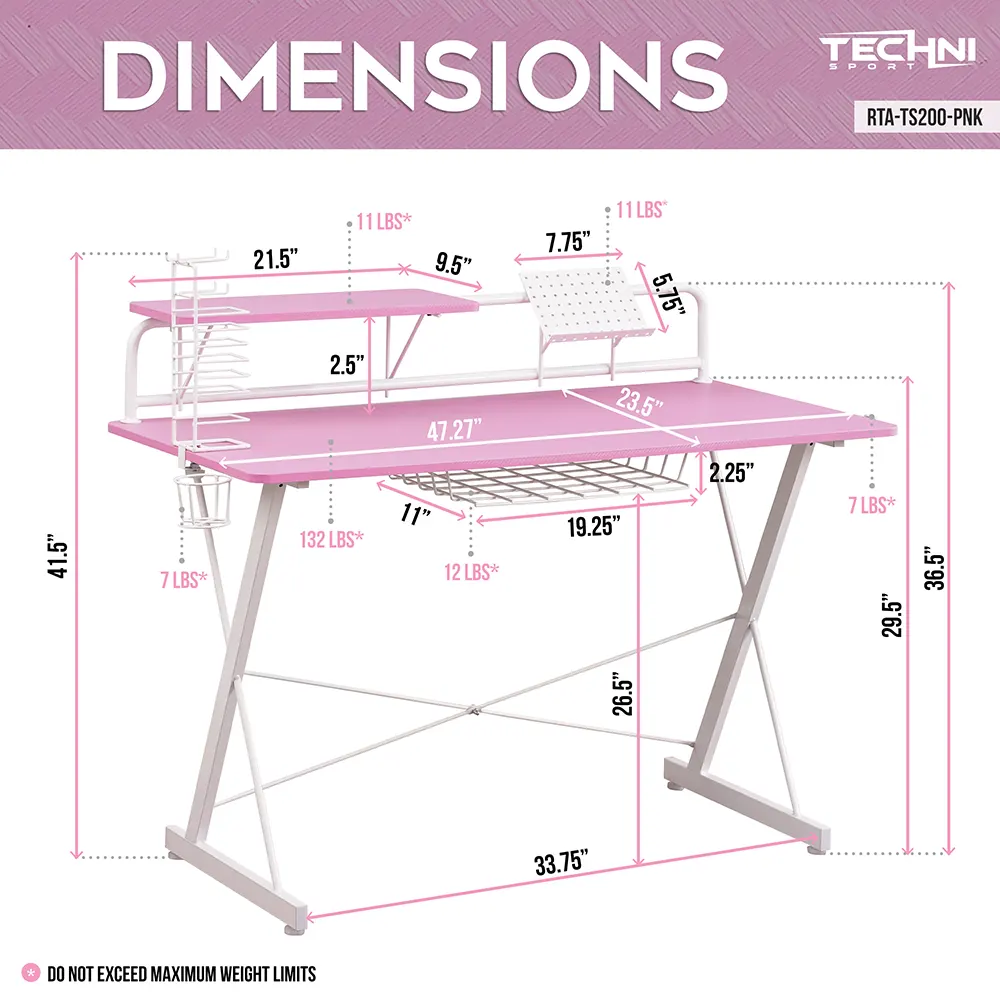 DIMENSIONS
TECHNI
SPORT
RTA-TS200-PNK
11 LBS*
11 LBS*
21.5”
9.5”
7.75”
5.75”
2.5”
23.5”
47.27”
2.25”
11”
19.25”
7 LBS*
132 LBS*
12 LBS*
7 LBS*
41.5”
36.5”
29.5”
26.5”
33.75”
* DO NOT EXCEED MAXIMUM WEIGHT LIMITS